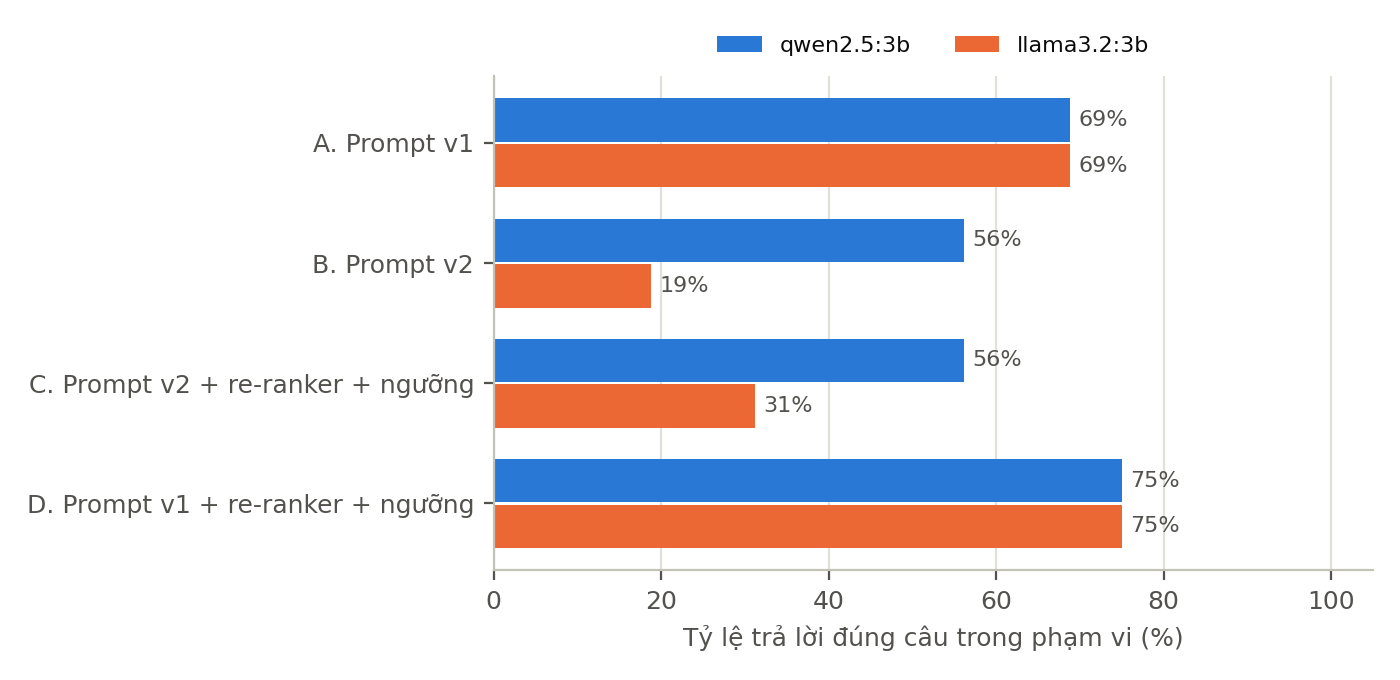 qwen2.5:3b llama3.2:3b
A. Prompt v1
69%
69%
B. Prompt v2
56%
19%
C. Prompt v2 + re-ranker + ngưỡng
56%
31%
D. Prompt v1 + re-ranker + ngưỡng
75%
75%
0 20 40 60 80 100
Tỷ lệ trả lời đúng câu trong phạm vi (%)